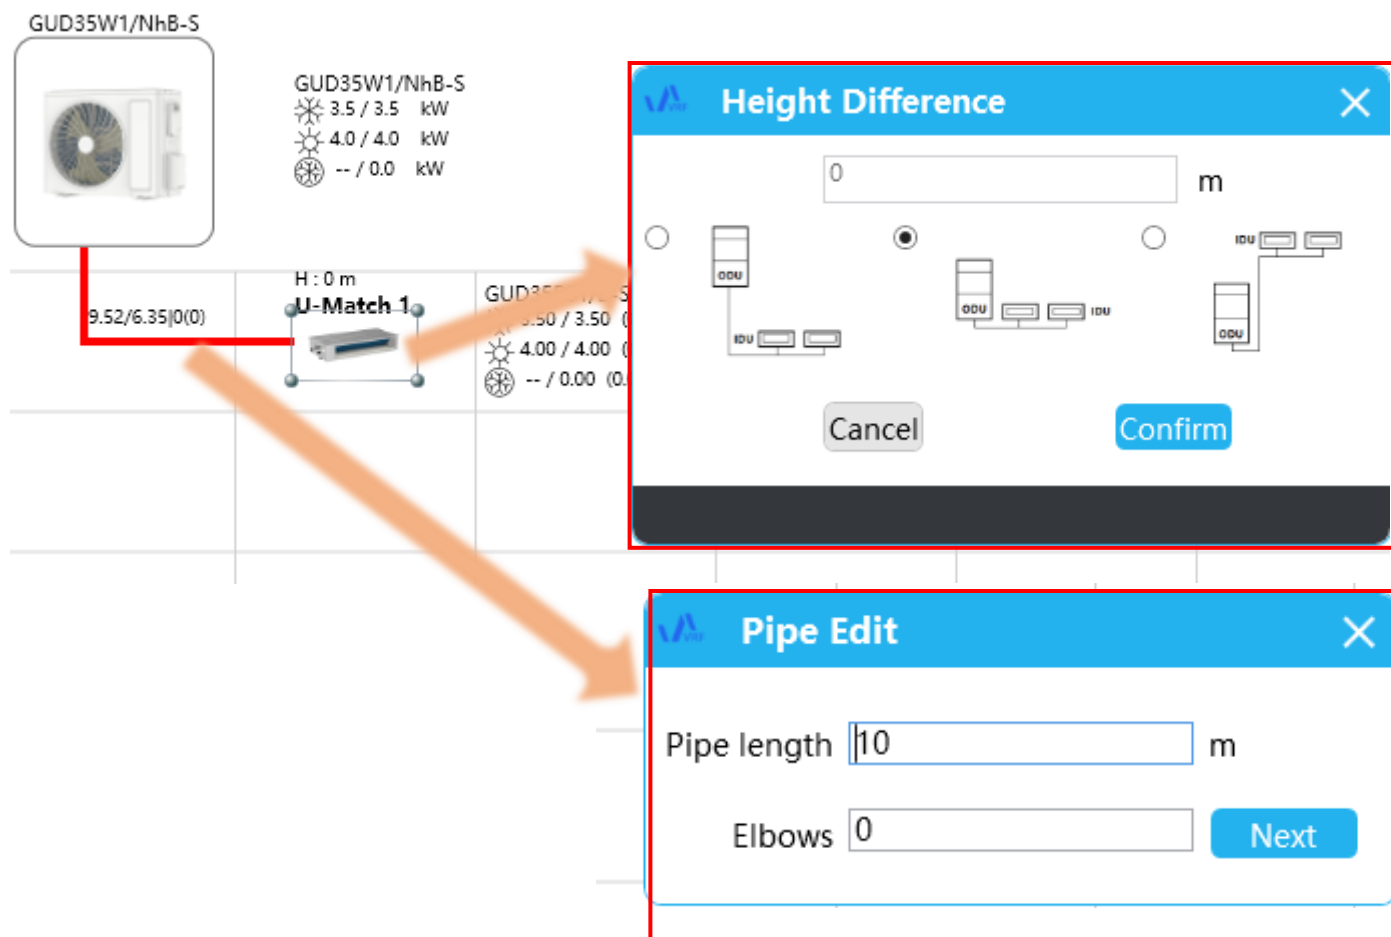 GUD35W1/NhB-S
GUD35W1/NhB-S
3.5 / 3.5 kW
4.0 / 4.0 kW
-- / 0.0 kW
H : 0 m
U-Match 1
9.52/6.35|0(0)
.50 / 3.50 (
4.00 / 4.00 (
-- / 0.00 (0.
Height Difference
0 m
ODU
IDU
ODU
IDU
IDU
ODU
Cancel
Confirm
Pipe Edit
Pipe length 10 m
Elbows 0
Next